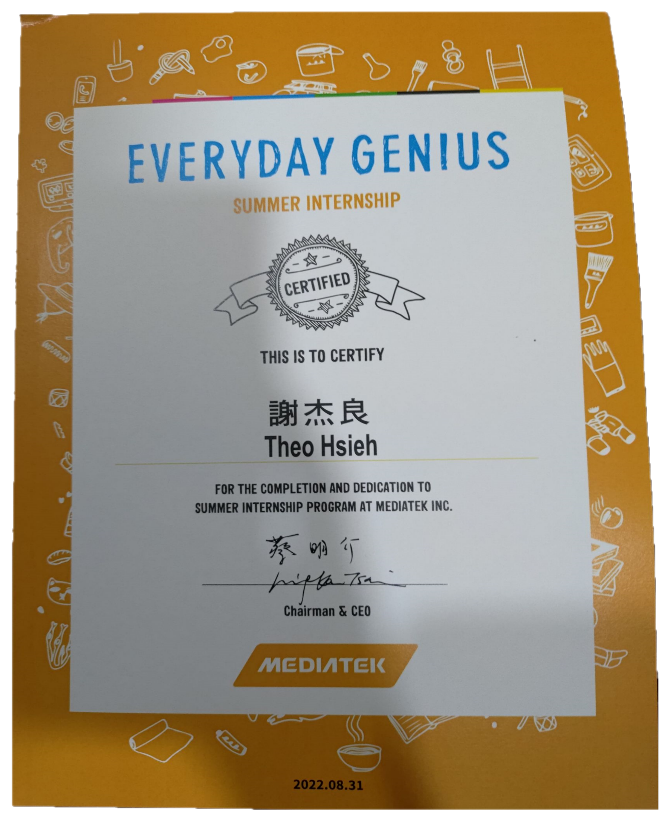 EVERYDAY GENIUS
SUMMER INTERNSHIP
CERTIFIED
THIS IS TO CERTIFY
謝杰良
Theo Hsieh
FOR THE COMPLETION AND DEDICATION TO
SUMMER INTERNSHIP PROGRAM AT MEDIATEK INC.
蔡明介
Chairman & CEO
MEDIATEK
2022.08.31